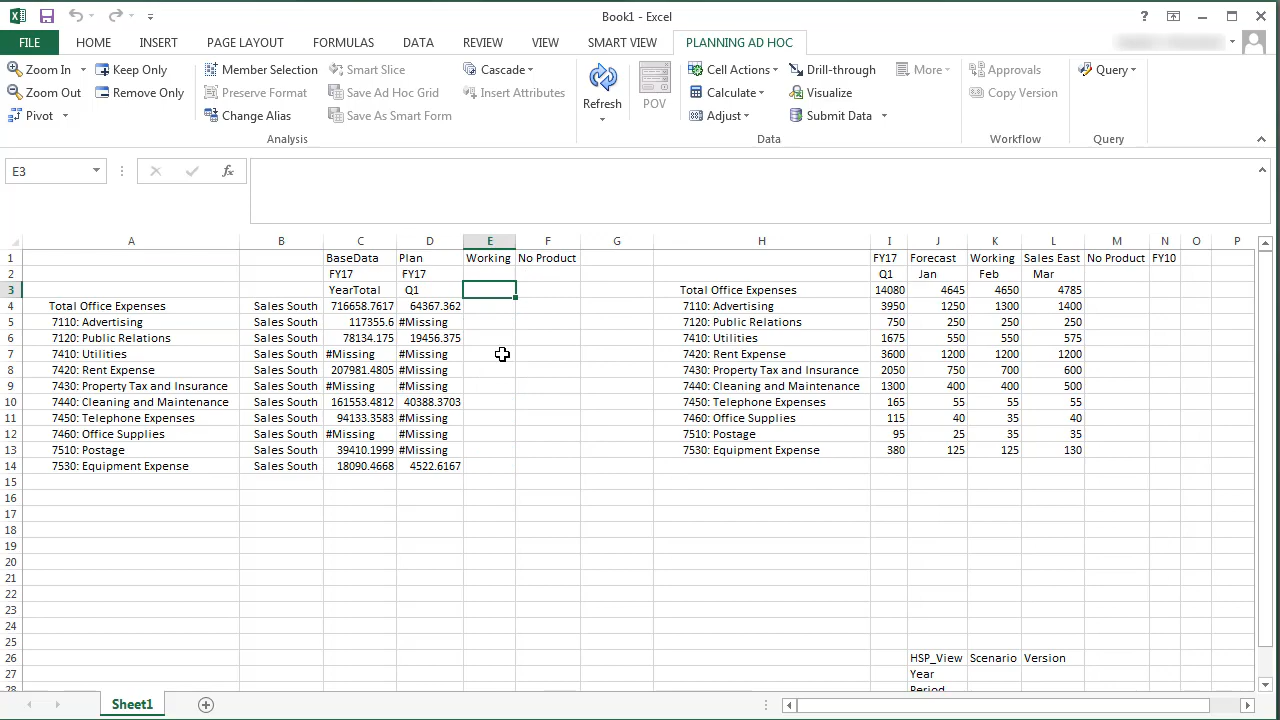 Book1 - Excel
FILE HOME INSERT PAGE LAYOUT FORMULAS DATA REVIEW VIEW SMART VIEW PLANNING AD HOC
Zoom In Keep Only Member Selection Smart Slice Cascade Cell Actions Drill-through More Approvals Query
Zoom Out Remove Only Preserve Format Save Ad Hoc Grid Insert Attributes Refresh POV Calculate Visualize Copy Version
Pivot Change Alias Save As Smart Form Adjust Submit Data
Analysis Data Workflow Query
E3 fx
A B C D E F G H I J K L M N O P
1 BaseData Plan Working No Product FY17 Forecast Working Sales East No Product FY10
2 FY17 FY17 Q1 Jan Feb Mar
3 YearTotal Q1 Total Office Expenses 14080 4645 4650 4785
4 Total Office Expenses Sales South 716658.7617 64367.362 7110: Advertising 3950 1250 1300 1400
5 7110: Advertising Sales South 117355.6 #Missing 7120: Public Relations 750 250 250 250
6 7120: Public Relations Sales South 78134.175 19456.375 7410: Utilities 1675 550 550 575
7 7410: Utilities Sales South #Missing #Missing 7420: Rent Expense 3600 1200 1200 1200
8 7420: Rent Expense Sales South 207981.4805 #Missing 7430: Property Tax and Insurance 2050 750 700 600
9 7430: Property Tax and Insurance Sales South #Missing #Missing 7440: Cleaning and Maintenance 1300 400 400 500
10 7440: Cleaning and Maintenance Sales South 161553.4812 40388.3703 7450: Telephone Expenses 165 55 55 55
11 7450: Telephone Expenses Sales South 94133.3583 #Missing 7460: Office Supplies 115 40 35 40
12 7460: Office Supplies Sales South #Missing #Missing 7510: Postage 95 25 35 35
13 7510: Postage Sales South 39410.1999 #Missing 7530: Equipment Expense 380 125 125 130
14 7530: Equipment Expense Sales South 18090.4668 4522.6167
15
16
17
18
19
20
21
22
23
24
25
26 HSP_View Scenario Version
27 Year
28 Period
Sheet1